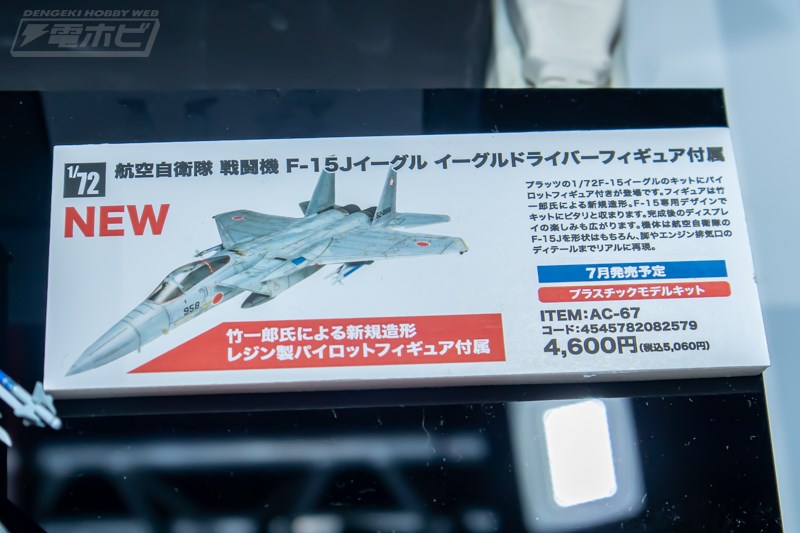 DENGEKI HOBBY WEB
電ホビ
1/72
航空自衛隊 戦闘機 F-15Jイーグル イーグルドライバーフィギュア付属
NEW
プラッツの1/72F-15イーグルのキットにパイ
ロットフィギュア付きが登場です。フィギュアは竹
一郎氏による新規造形。F-15専用デザインで
キットにピタリと収まります。完成後のディスプレ
イの楽しみも広がります。機体は航空自衛隊の
F-15Jを形状はもちろん、脚やエンジン排気口の
ディテールまでリアルに再現。
7月発売予定
プラスチックモデルキット
ITEM:AC-67
コード:4545782082579
4,600円(税込5,060円)
958
竹一郎氏による新規造形
レジン製パイロットフィギュア付属